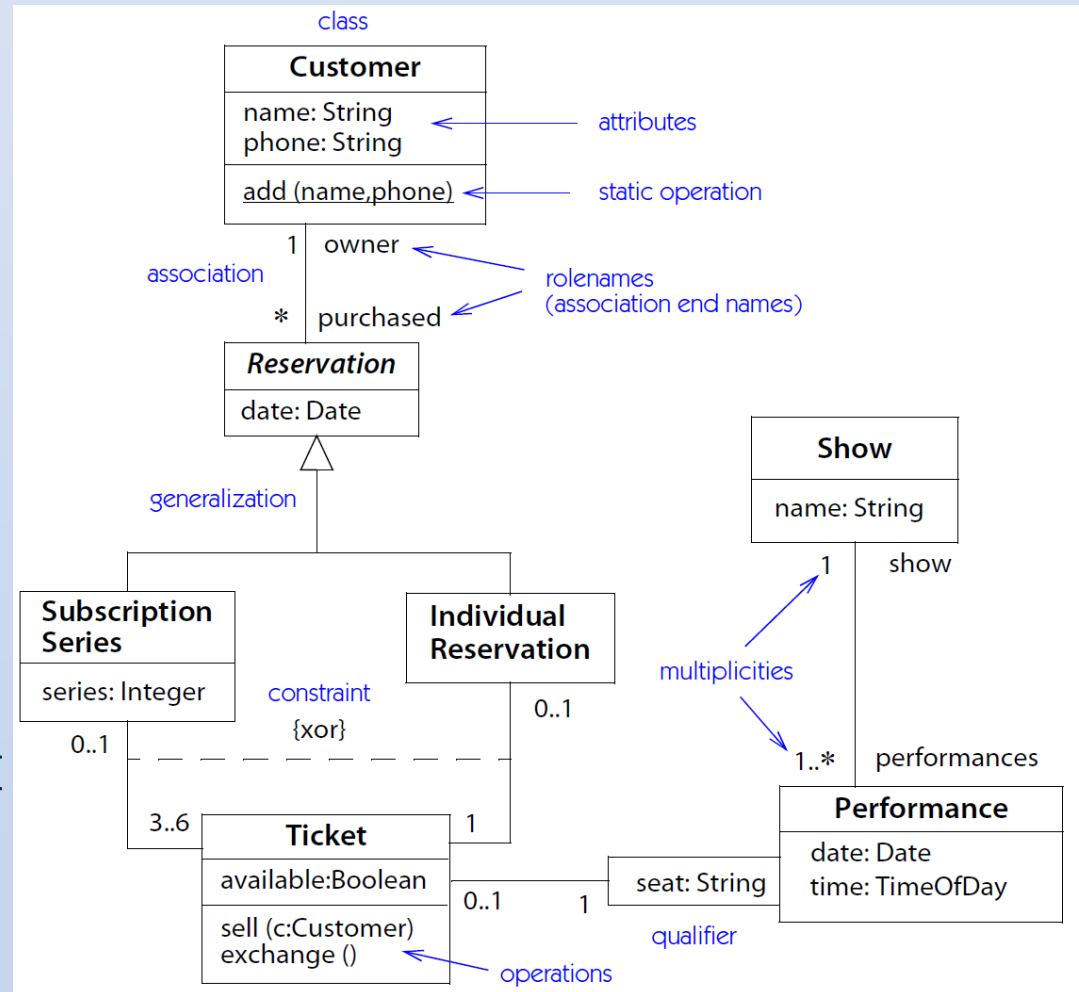 class
Customer
name: String
phone: String
attributes
add (name,phone)
static operation
1 owner
association
rolenames
(association end names)
* purchased
Reservation
date: Date
generalization
Show
name: String
1 show
Subscription
Series
series: Integer
Individual
Reservation
multiplicities
constraint
{xor}
0..1
0..1
1..* performances
3..6
1
Ticket
available:Boolean
sell (c:Customer)
exchange ()
operations
0..1
1
seat: String
qualifier
Performance
date: Date
time: TimeOfDay